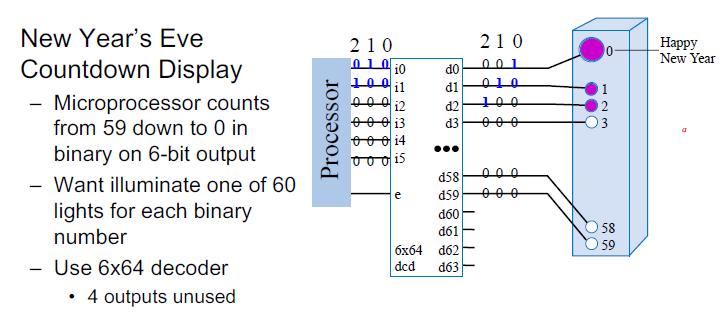 New Year's Eve
Countdown Display
– Microprocessor counts
from 59 down to 0 in
binary on 6-bit output
– Want illuminate one of 60
lights for each binary
number
– Use 6x64 decoder
• 4 outputs unused
Processor
2 1 0
0 1 0
1 0 0
0 0 0
0 0 0
0 0 0
0 0 0
i0
i1
i2
i3
i4
i5
e
6x64
dcd
d0
d1
d2
d3
d58
d59
d60
d61
d62
d63
2 1 0
0 0 1
0 1 0
1 0 0
0 0 0
0 0 0
0 0 0
0
1
2
3
58
59
Happy
New Year
a